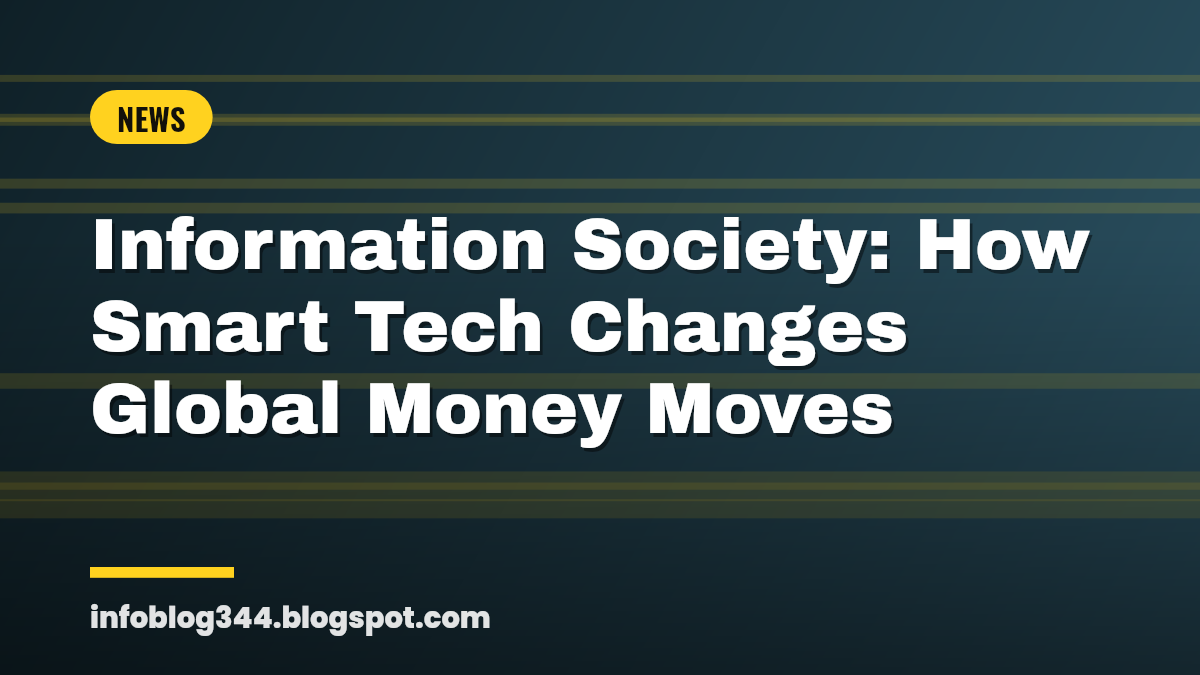 NEWS
Information Society: How
Smart Tech Changes
Global Money Moves
infoblog344.blogspot.com